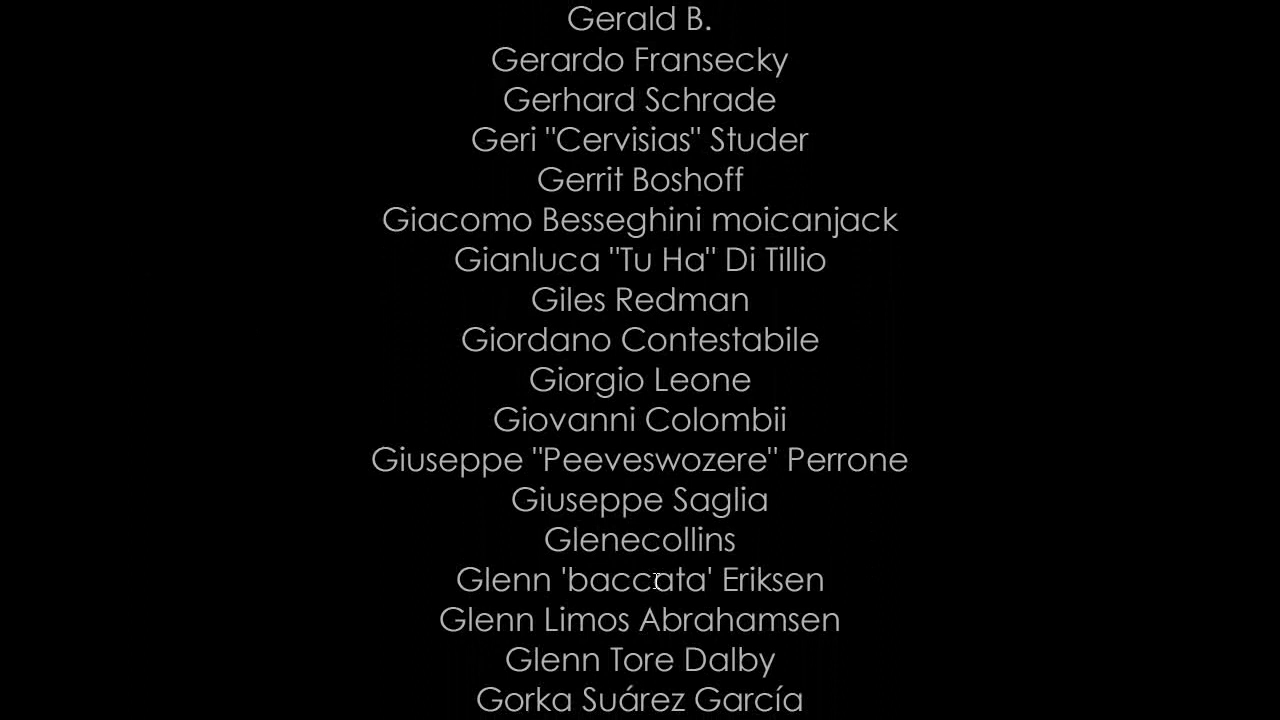 Gerald B.
Gerardo Fransecky
Gerhard Schrade
Geri "Cervisias" Studer
Gerrit Boshoff
Giacomo Besseghini moicanjack
Gianluca "Tu Ha" Di Tillio
Giles Redman
Giordano Contestabile
Giorgio Leone
Giovanni Colombii
Giuseppe "Peeveswozere" Perrone
Giuseppe Saglia
Glenecollins
Glenn 'baccata' Eriksen
Glenn Limos Abrahamsen
Glenn Tore Dalby
Gorka Suárez García